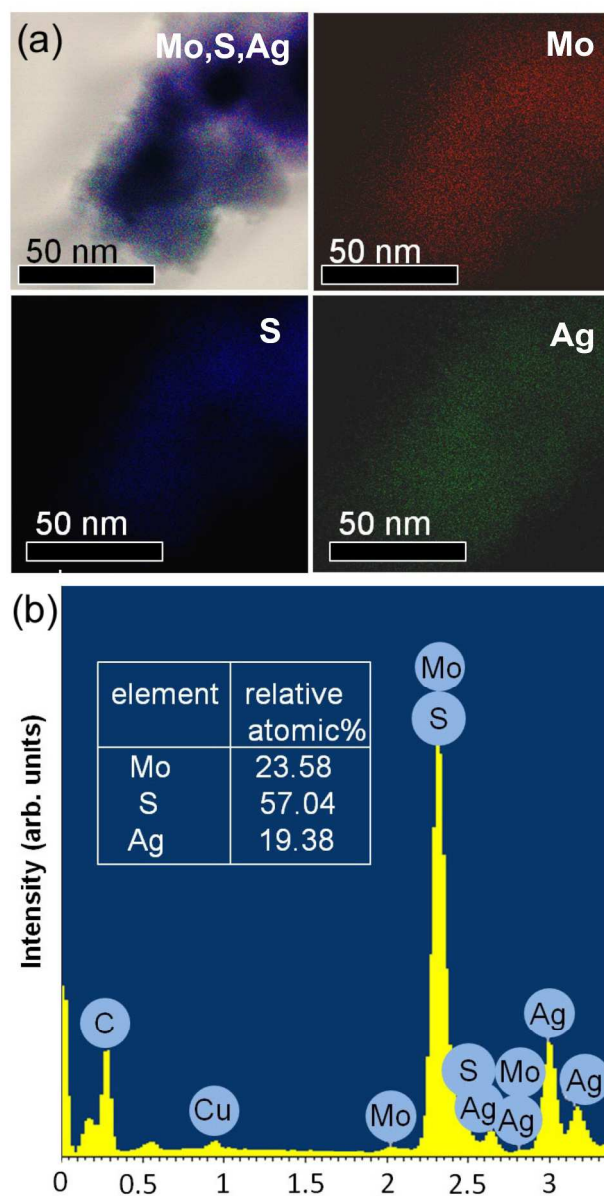 (a)
Mo,S,Ag
Mo
50 nm
50 nm
S
Ag
50 nm
50 nm
(b)
Intensity (arb. units)
element
relative
atomic%
Mo
23.58
S
57.04
Ag
19.38
Mo
S
C
Cu
Mo
S
Ag
Mo
Ag
Ag
Ag
0 0.5 1 1.5 2 2.5 3